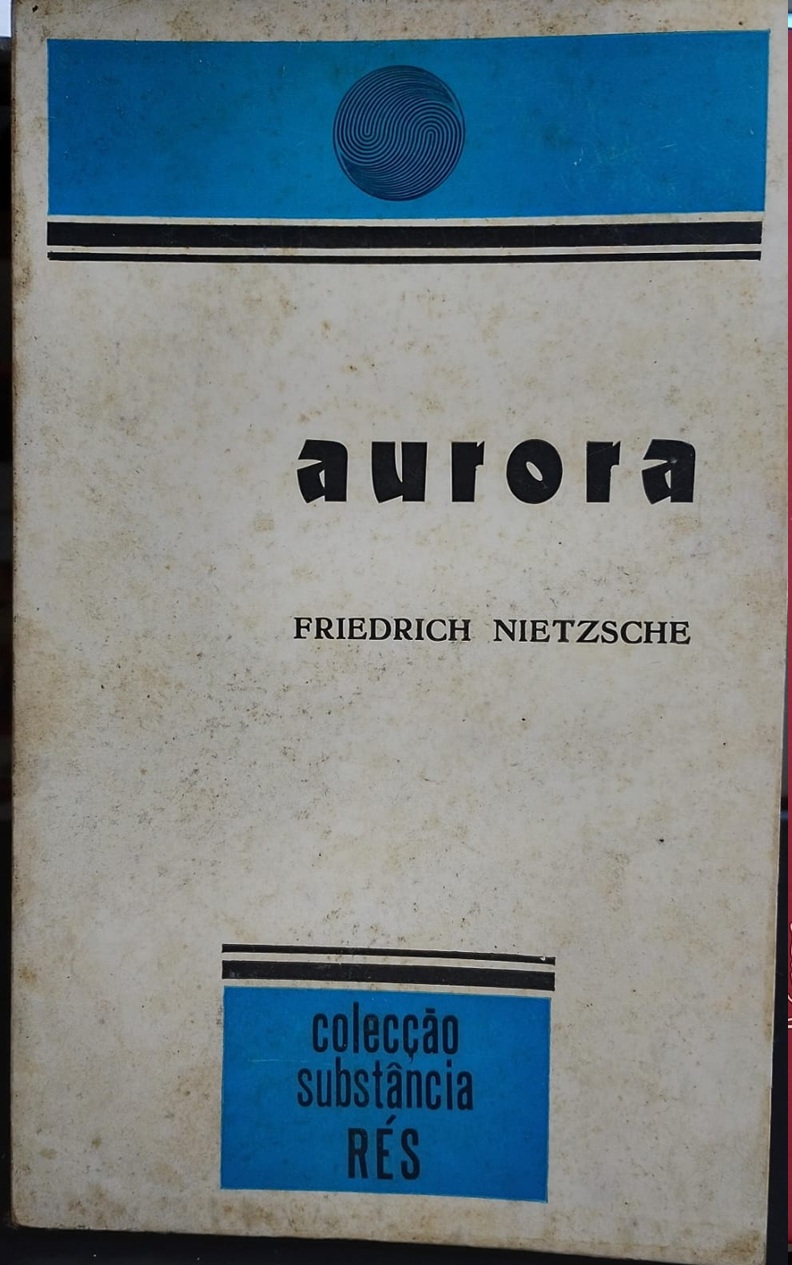 aurora
FRIEDRICH NIETZSCHE
colecção
substância
RÉS